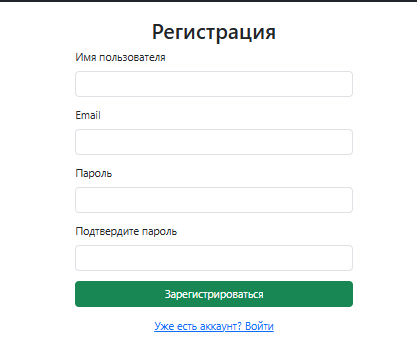 Регистрация
Имя пользователя
Email
Пароль
Подтвердите пароль
Зарегистрироваться
Уже есть аккаунт? Войти